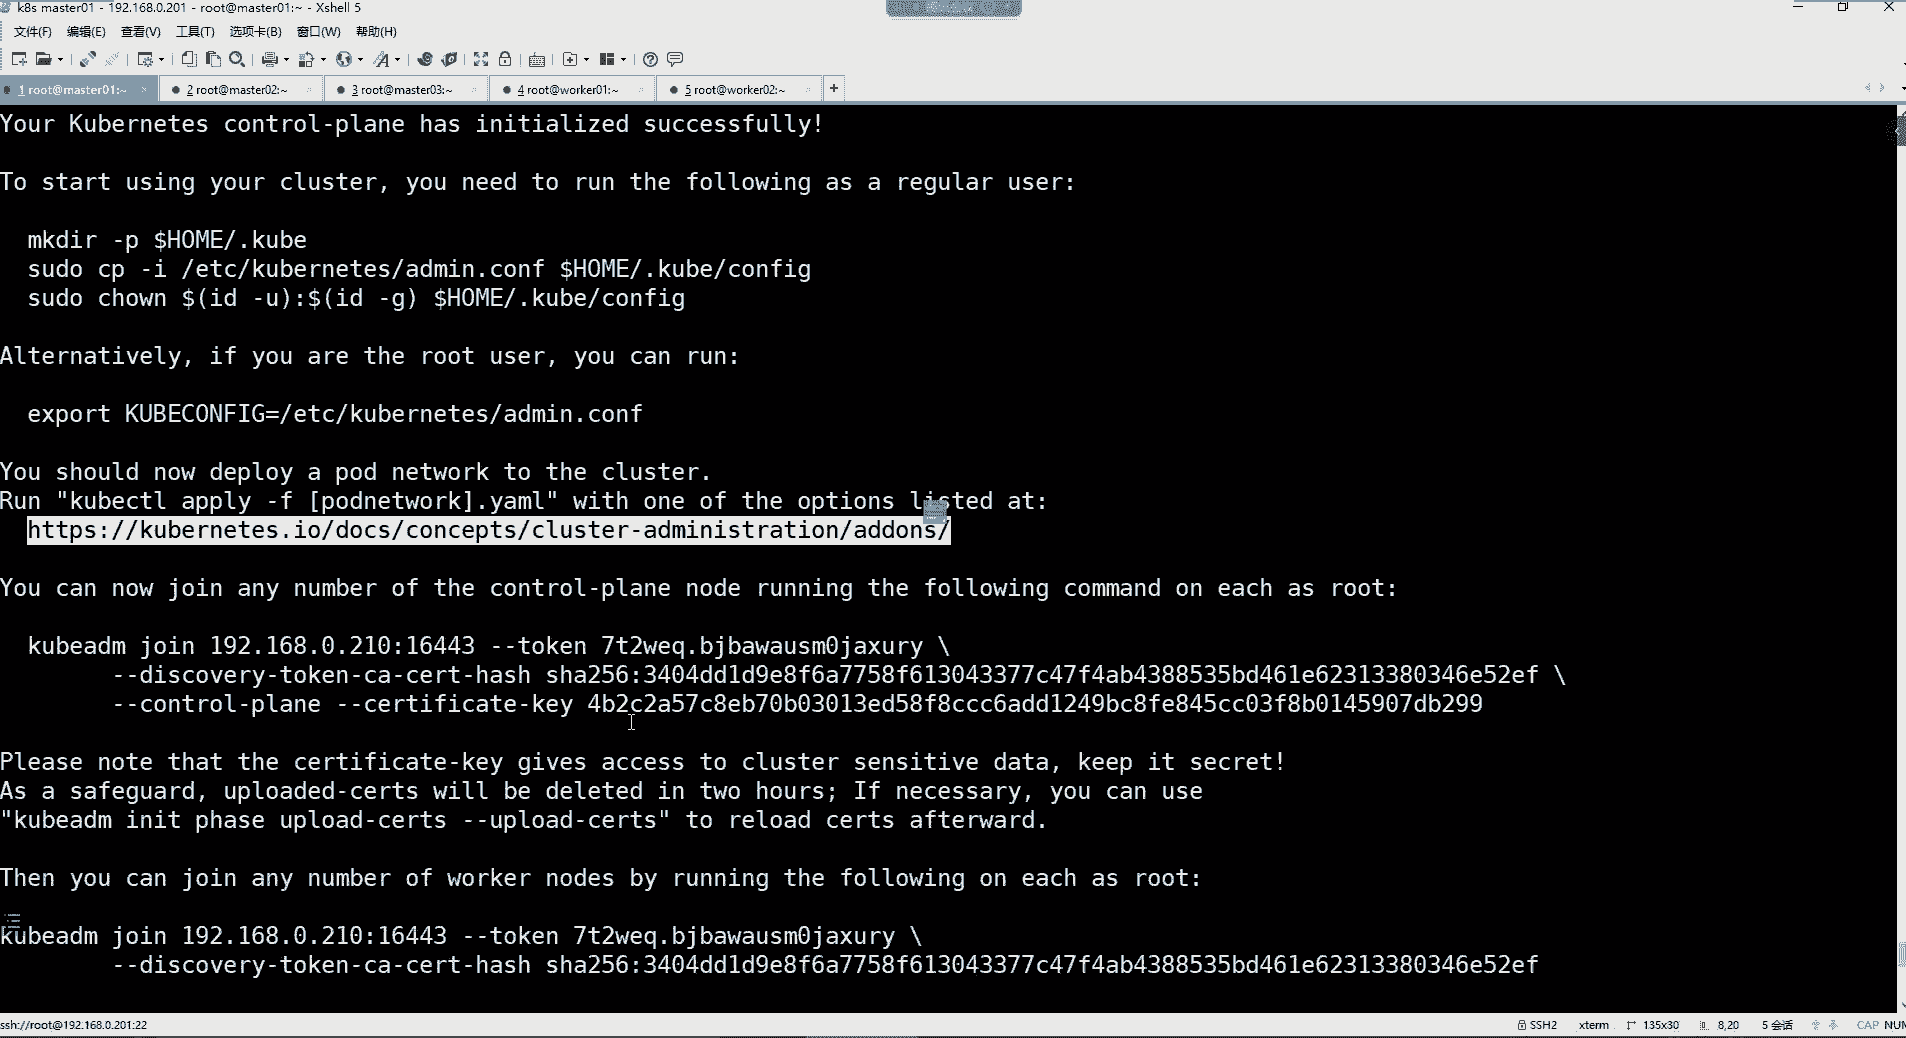 k8s master01 - 192.168.0.201 - root@master01:~ - Xshell 5
文件(F) 编辑(E) 查看(V) 工具(T) 选项卡(B) 窗口(W) 帮助(H)
1 root@master01:~ 2 root@master02:~ 3 root@master03:~ 4 root@worker01:~ 5 root@worker02:~ +
Your Kubernetes control-plane has initialized successfully!
To start using your cluster, you need to run the following as a regular user:
mkdir -p $HOME/.kube
sudo cp -i /etc/kubernetes/admin.conf $HOME/.kube/config
sudo chown $(id -u):$(id -g) $HOME/.kube/config
Alternatively, if you are the root user, you can run:
export KUBECONFIG=/etc/kubernetes/admin.conf
You should now deploy a pod network to the cluster.
Run "kubectl apply -f [podnetwork].yaml" with one of the options listed at:
https://kubernetes.io/docs/concepts/cluster-administration/addons/
You can now join any number of the control-plane node running the following command on each as root:
kubeadm join 192.168.0.210:16443 --token 7t2weq.bjbawausm0jaxury \
--discovery-token-ca-cert-hash sha256:3404dd1d9e8f6a7758f613043377c47f4ab4388535bd461e62313380346e52ef \
--control-plane --certificate-key 4b2c2a57c8eb70b03013ed58f8ccc6add1249bc8fe845cc03f8b0145907db299
Please note that the certificate-key gives access to cluster sensitive data, keep it secret!
As a safeguard, uploaded-certs will be deleted in two hours; If necessary, you can use
"kubeadm init phase upload-certs --upload-certs" to reload certs afterward.
Then you can join any number of worker nodes by running the following on each as root:
kubeadm join 192.168.0.210:16443 --token 7t2weq.bjbawausm0jaxury \
--discovery-token-ca-cert-hash sha256:3404dd1d9e8f6a7758f613043377c47f4ab4388535bd461e62313380346e52ef
ssh://root@192.168.0.201:22 SSH2 xterm 135x30 8,20 5 会话 CAP NUM